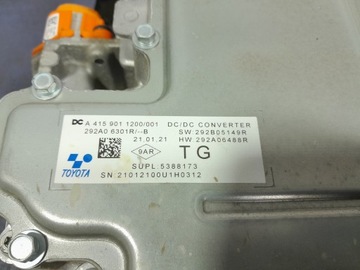 DC A 415 901 1200/001 DC/DC CONVERTER
292A0 6301R/--B SW:292B05149R
21.01.21 HW:292A06488R
9AR TG
TOYOTA SUPL.:5388173
SN:21012100U1H0312